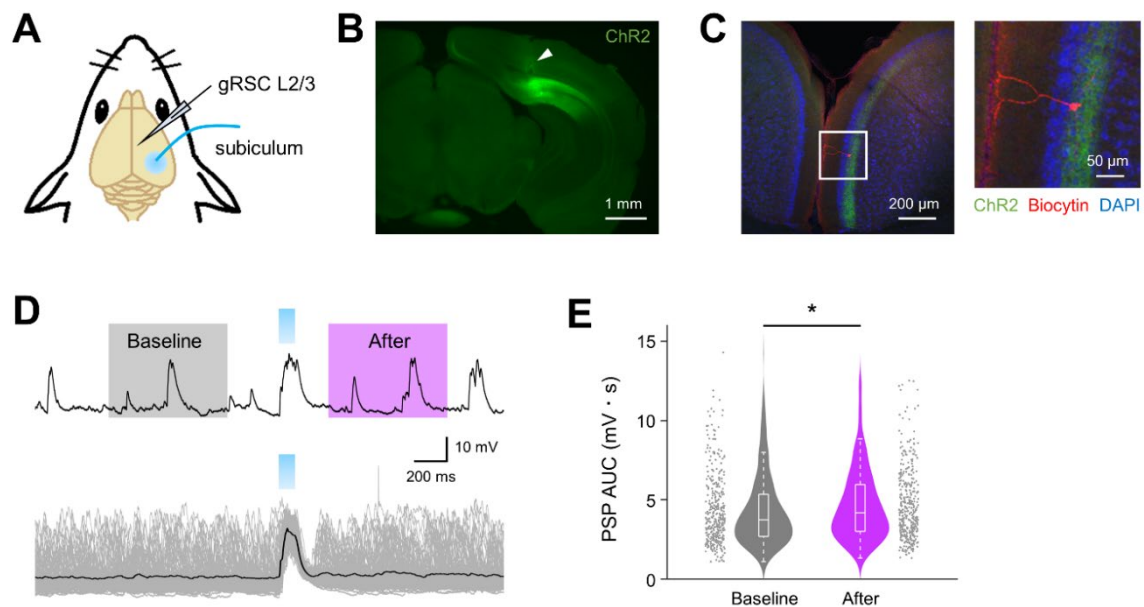 A
gRSC L2/3
subiculum
B
ChR2
1 mm
C
200 µm
50 µm
ChR2 Biocytin DAPI
D
Baseline
After
10 mV
200 ms
E
*
PSP AUC (mV · s)
15
10
5
0
Baseline
After